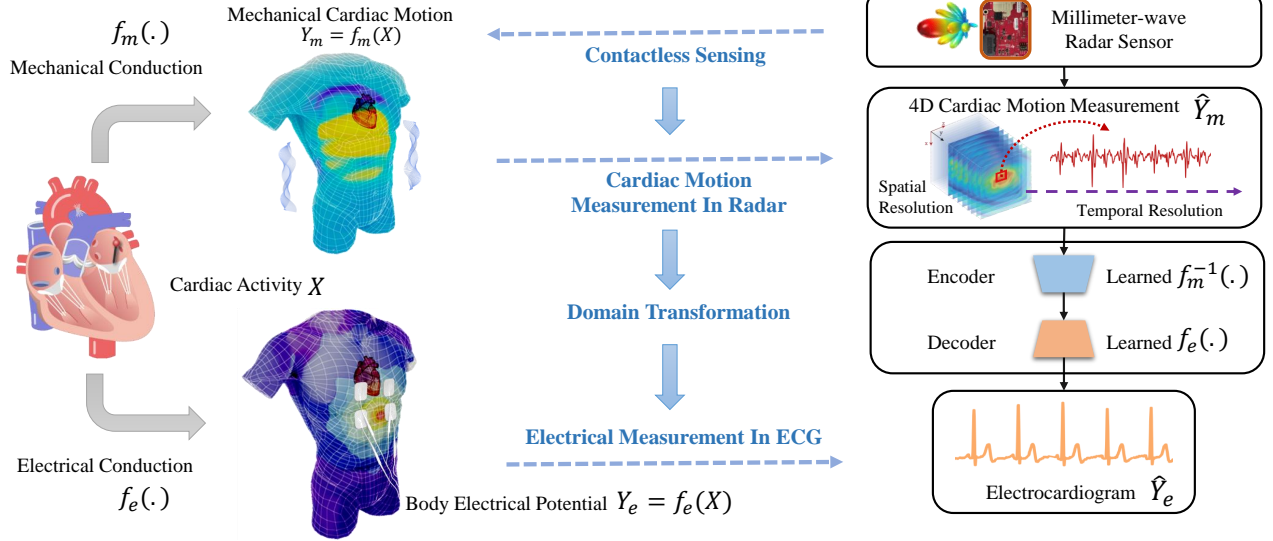 f_m(.)
Mechanical Conduction
Mechanical Cardiac Motion
Y_m = f_m(X)
Cardiac Activity X
Electrical Conduction
f_e(.)
Body Electrical Potential Y_e = f_e(X)
Contactless Sensing
Cardiac Motion
Measurement In Radar
Domain Transformation
Electrical Measurement In ECG
Millimeter-wave
Radar Sensor
4D Cardiac Motion Measurement Ŷ_m
Spatial
Resolution
Temporal Resolution
Encoder
Learned f_m^{-1}(.)
Decoder
Learned f_e(.)
Electrocardiogram Ŷ_e